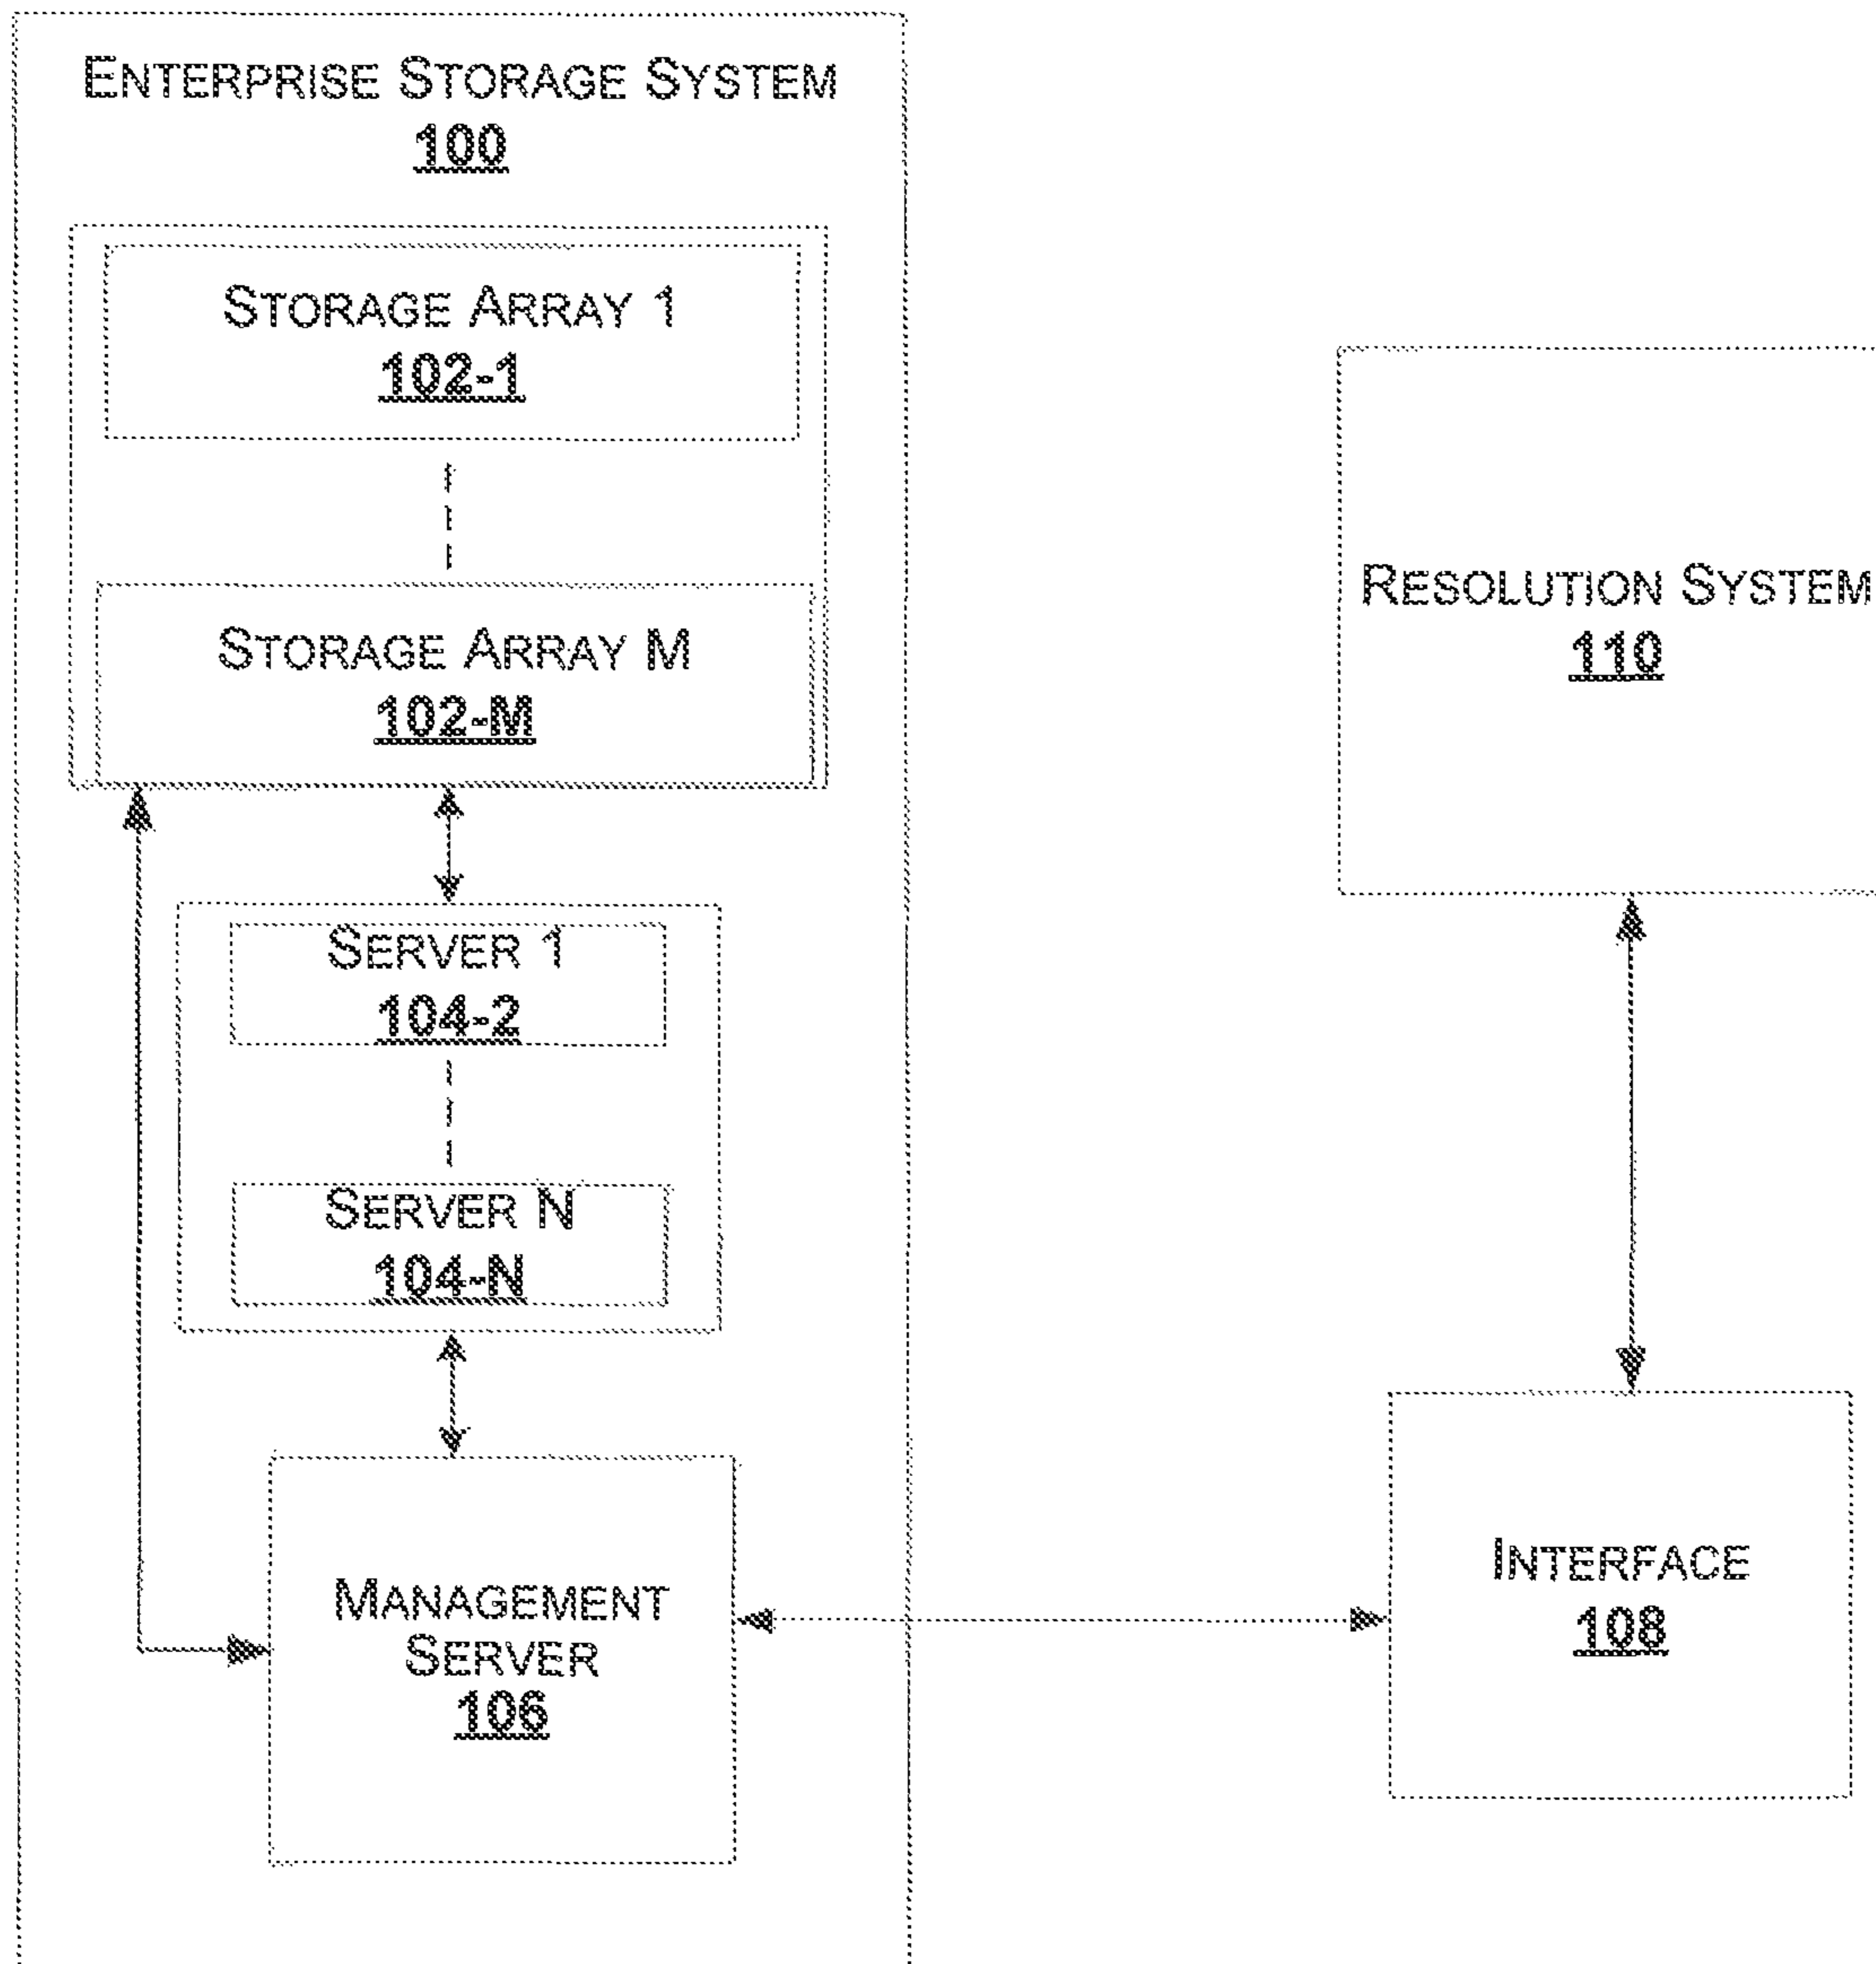 ENTERPRISE STORAGE SYSTEM
100
STORAGE ARRAY 1
102-1
STORAGE ARRAY M
102-M
SERVER 1
104-2
SERVER N
104-N
MANAGEMENT
SERVER
106
RESOLUTION SYSTEM
110
INTERFACE
108